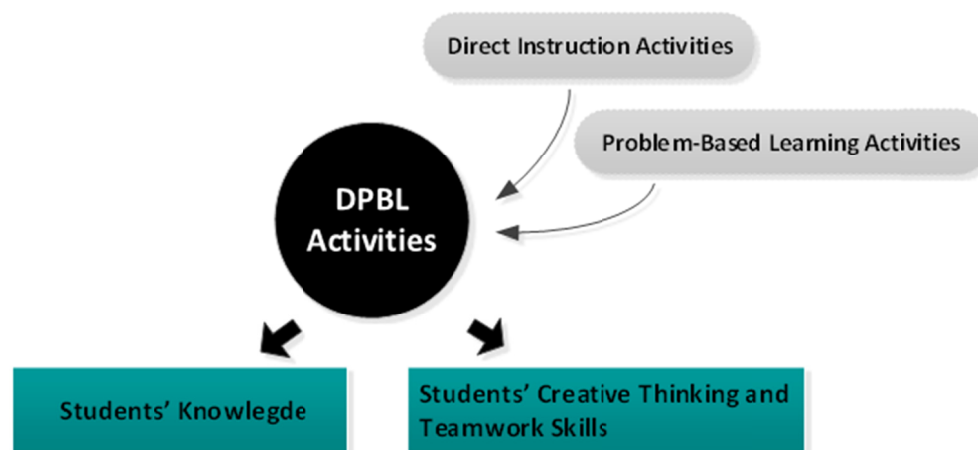 Direct Instruction Activities
Problem-Based Learning Activities
DPBL
Activities
Students' Knowlegde
Students' Creative Thinking and
Teamwork Skills